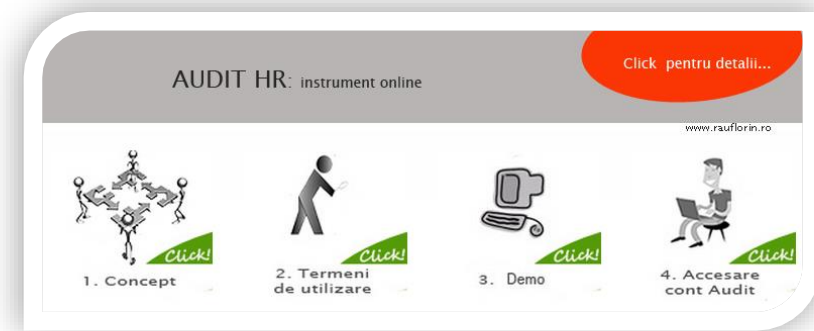 AUDIT HR: instrument online
Click pentru detalii...
www.rauflorin.ro
Click!
1. Concept
Click!
2. Termeni
de utilizare
Click!
3. Demo
Click!
4. Accesare
cont Audit